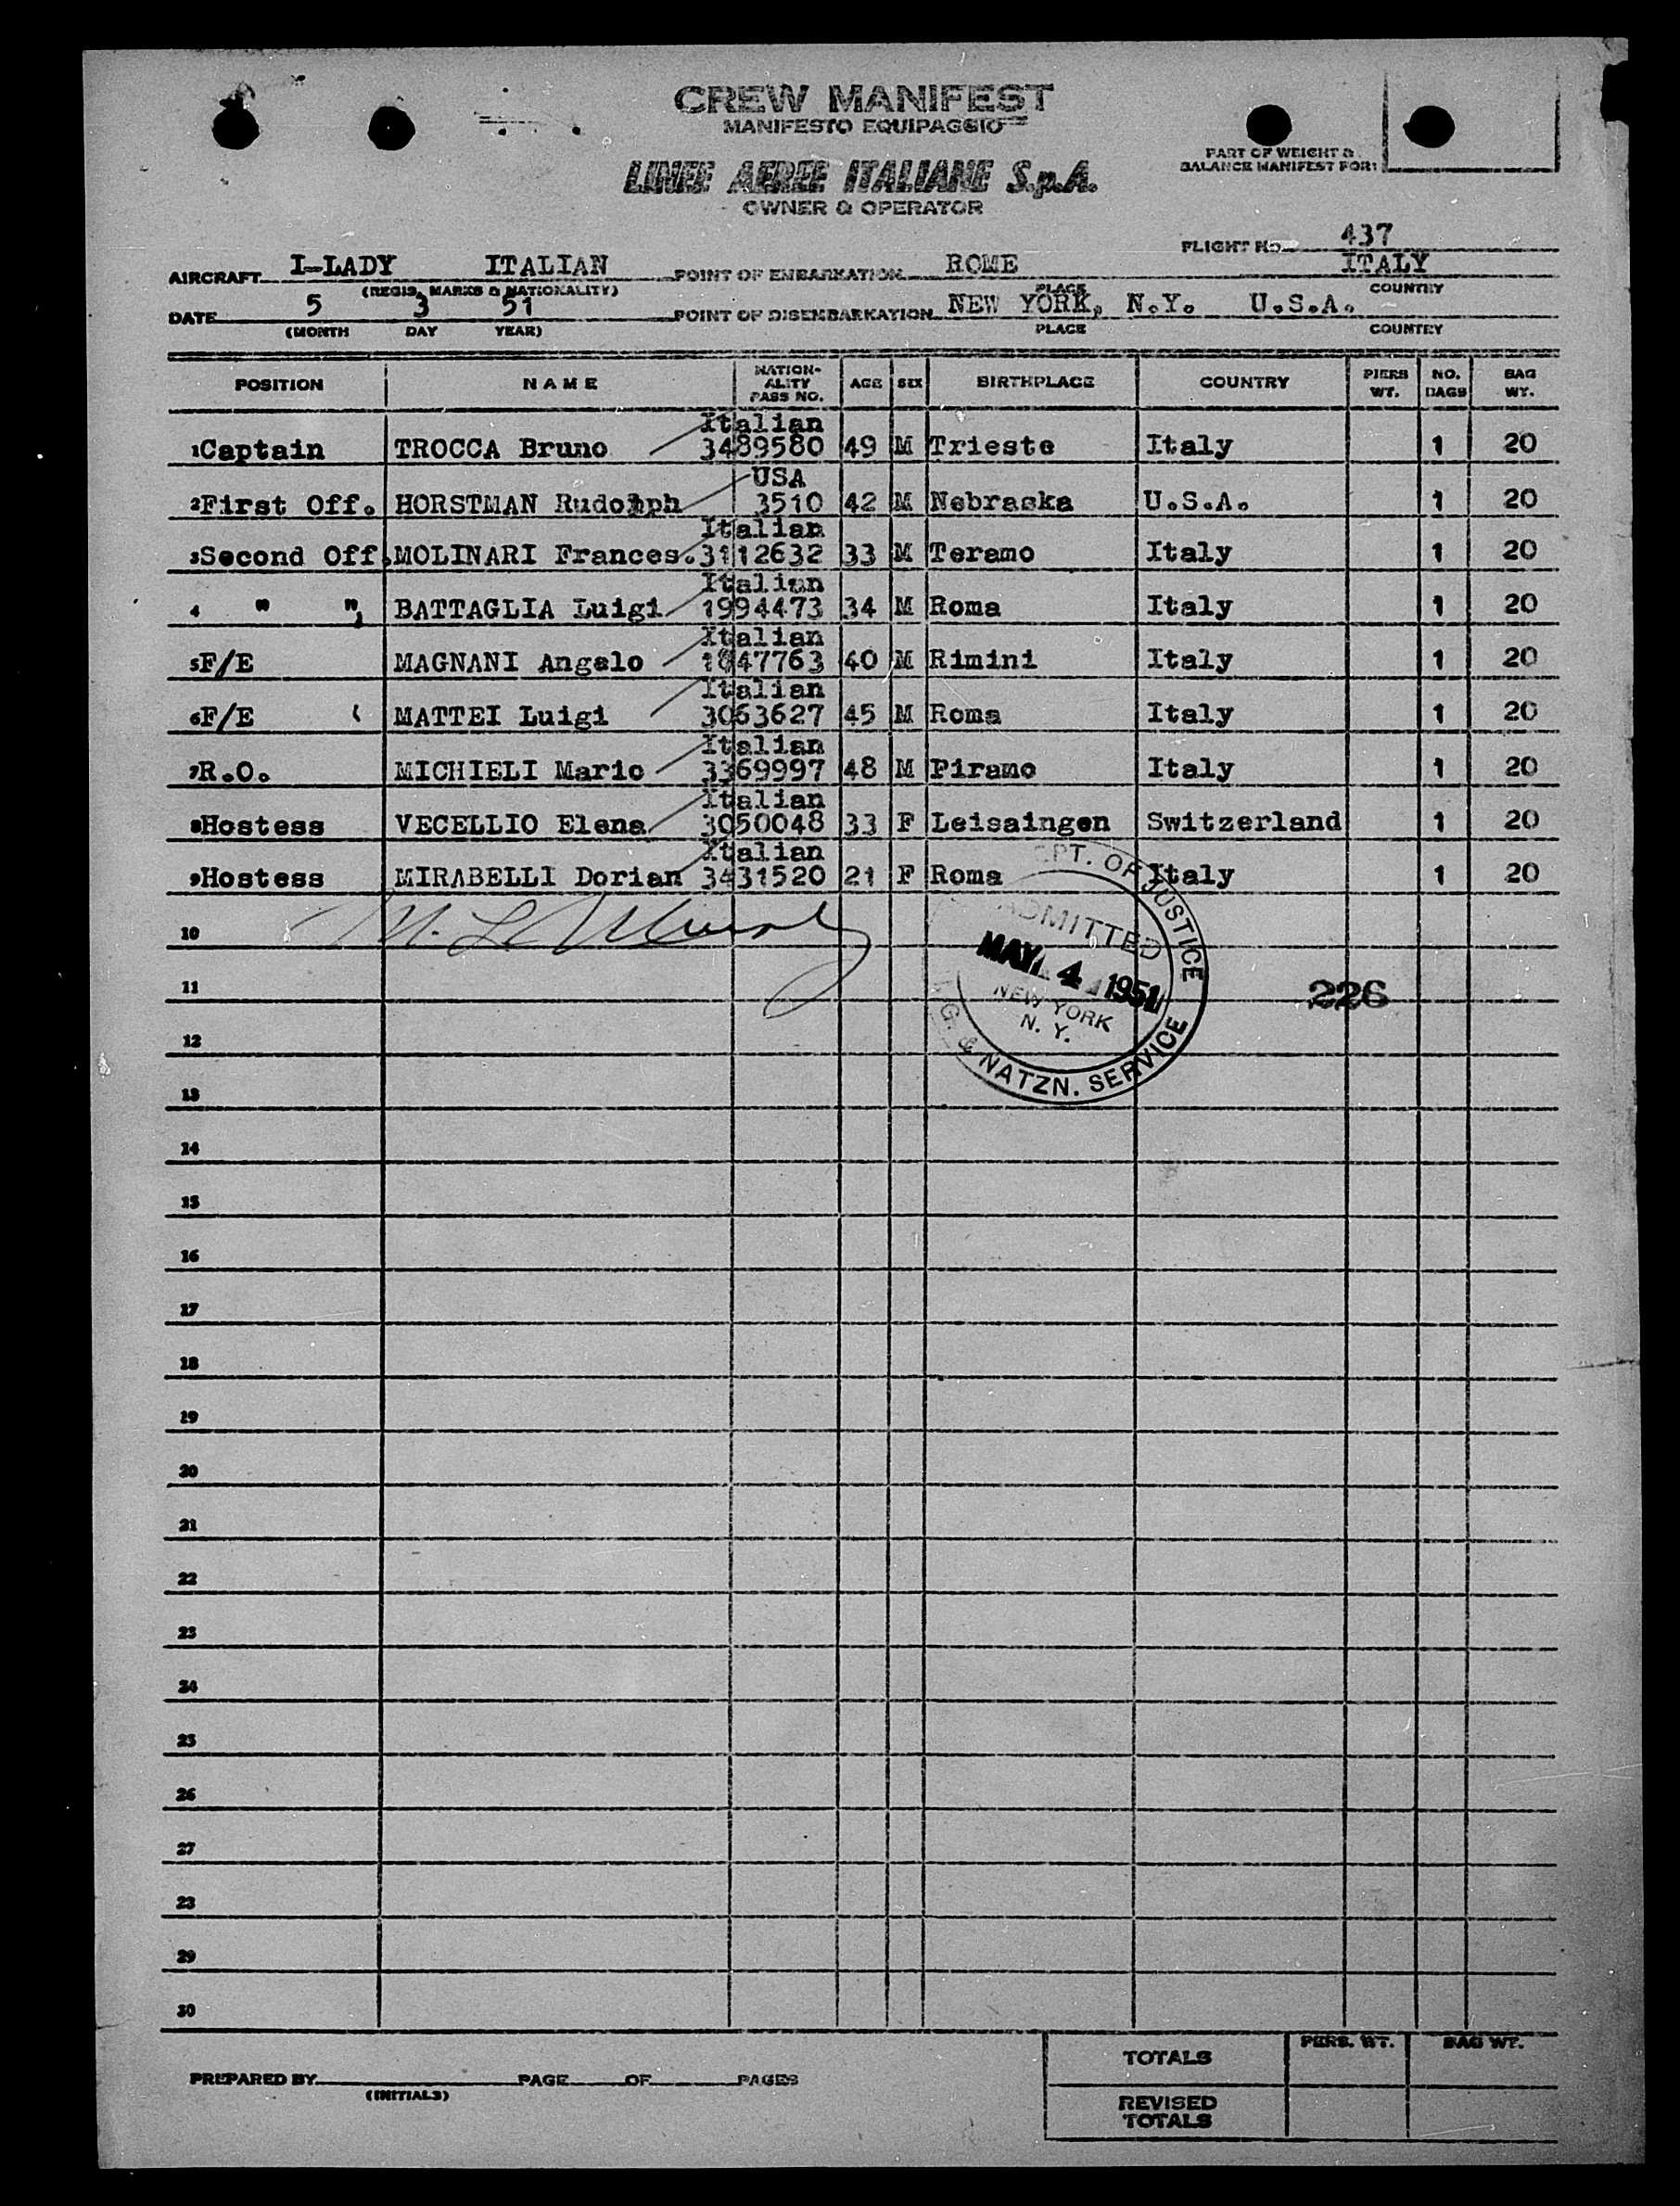 CREW MANIFEST
MANIFESTO EQUIPAGGIO
LINEE AEREE ITALIANE S.p.A.
OWNER & OPERATOR
PART OF WEIGHT &
BALANCE MANIFEST FOR:
FLIGHT NO. 437
AIRCRAFT I-LADY ITALIAN POINT OF EMBARKATION ROME ITALY
(REGIS. MARKS & NATIONALITY) PLACE COUNTRY
DATE 5 3 51 POINT OF DISEMBARKATION NEW YORK, N.Y. U.S.A.
(MONTH DAY YEAR) PLACE COUNTRY
POSITION NAME NATION-ALITY PASS NO. AGE SEX BIRTHPLACE COUNTRY PERS WT. NO. BAGS BAG WT.
Italian
1 Captain TROCCA Bruno 3489580 49 M Trieste Italy 1 20
USA
2 First Off. HORSTMAN Rudolph 3510 42 M Nebraska U.S.A. 1 20
Italian
3 Second Off. MOLINARI Frances. 3112632 33 M Teramo Italy 1 20
Italian
4 " ", BATTAGLIA Luigi 1994473 34 M Roma Italy 1 20
Italian
5 F/E MAGNANI Angelo 47763 40 M Rimini Italy 1 20
Italian
6 F/E MATTEI Luigi 3063627 45 M Roma Italy 1 20
Italian
7 R.O. MICHIELI Mario 3369997 48 M Piramo Italy 1 20
Italian
8 Hostess VECELLIO Elena 3050048 33 F Leisaingen Switzerland 1 20
Italian
9 Hostess MIRABELLI Dorian 3431520 21 F Roma Italy 1 20
DEPT. OF JUSTICE
ADMITTED
MAY 4 1951
NEW YORK
N. Y.
& NATZN. SERVICE
226
10
11
12
13
14
15
16
17
18
19
20
21
22
23
24
25
26
27
28
29
30
PERS. WT. BAG WT.
TOTALS
PREPARED BY PAGE OF PAGES
(INITIALS)
REVISED
TOTALS